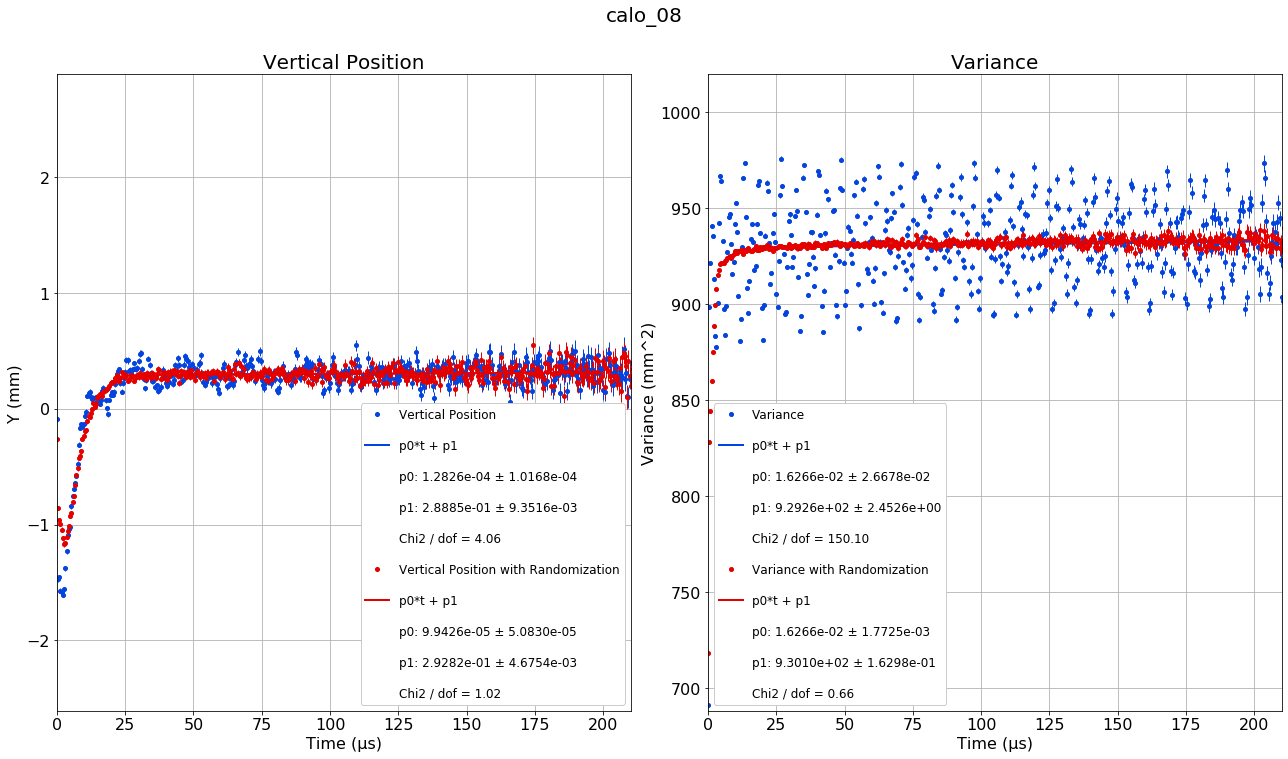 calo_08
Vertical Position
2
1
0
−1
−2
Y (mm)
0
25
50
75
100
125
150
175
200
Time (μs)
Vertical Position
p0*t + p1
p0: 1.2826e-04 ± 1.0168e-04
p1: 2.8885e-01 ± 9.3516e-03
Chi2 / dof = 4.06
Vertical Position with Randomization
p0*t + p1
p0: 9.9426e-05 ± 5.0830e-05
p1: 2.9282e-01 ± 4.6754e-03
Chi2 / dof = 1.02
Variance
1000
950
900
850
800
750
700
Variance (mm^2)
0
25
50
75
100
125
150
175
200
Time (μs)
Variance
p0*t + p1
p0: 1.6266e-02 ± 2.6678e-02
p1: 9.2926e+02 ± 2.4526e+00
Chi2 / dof = 150.10
Variance with Randomization
p0*t + p1
p0: 1.6266e-02 ± 1.7725e-03
p1: 9.3010e+02 ± 1.6298e-01
Chi2 / dof = 0.66